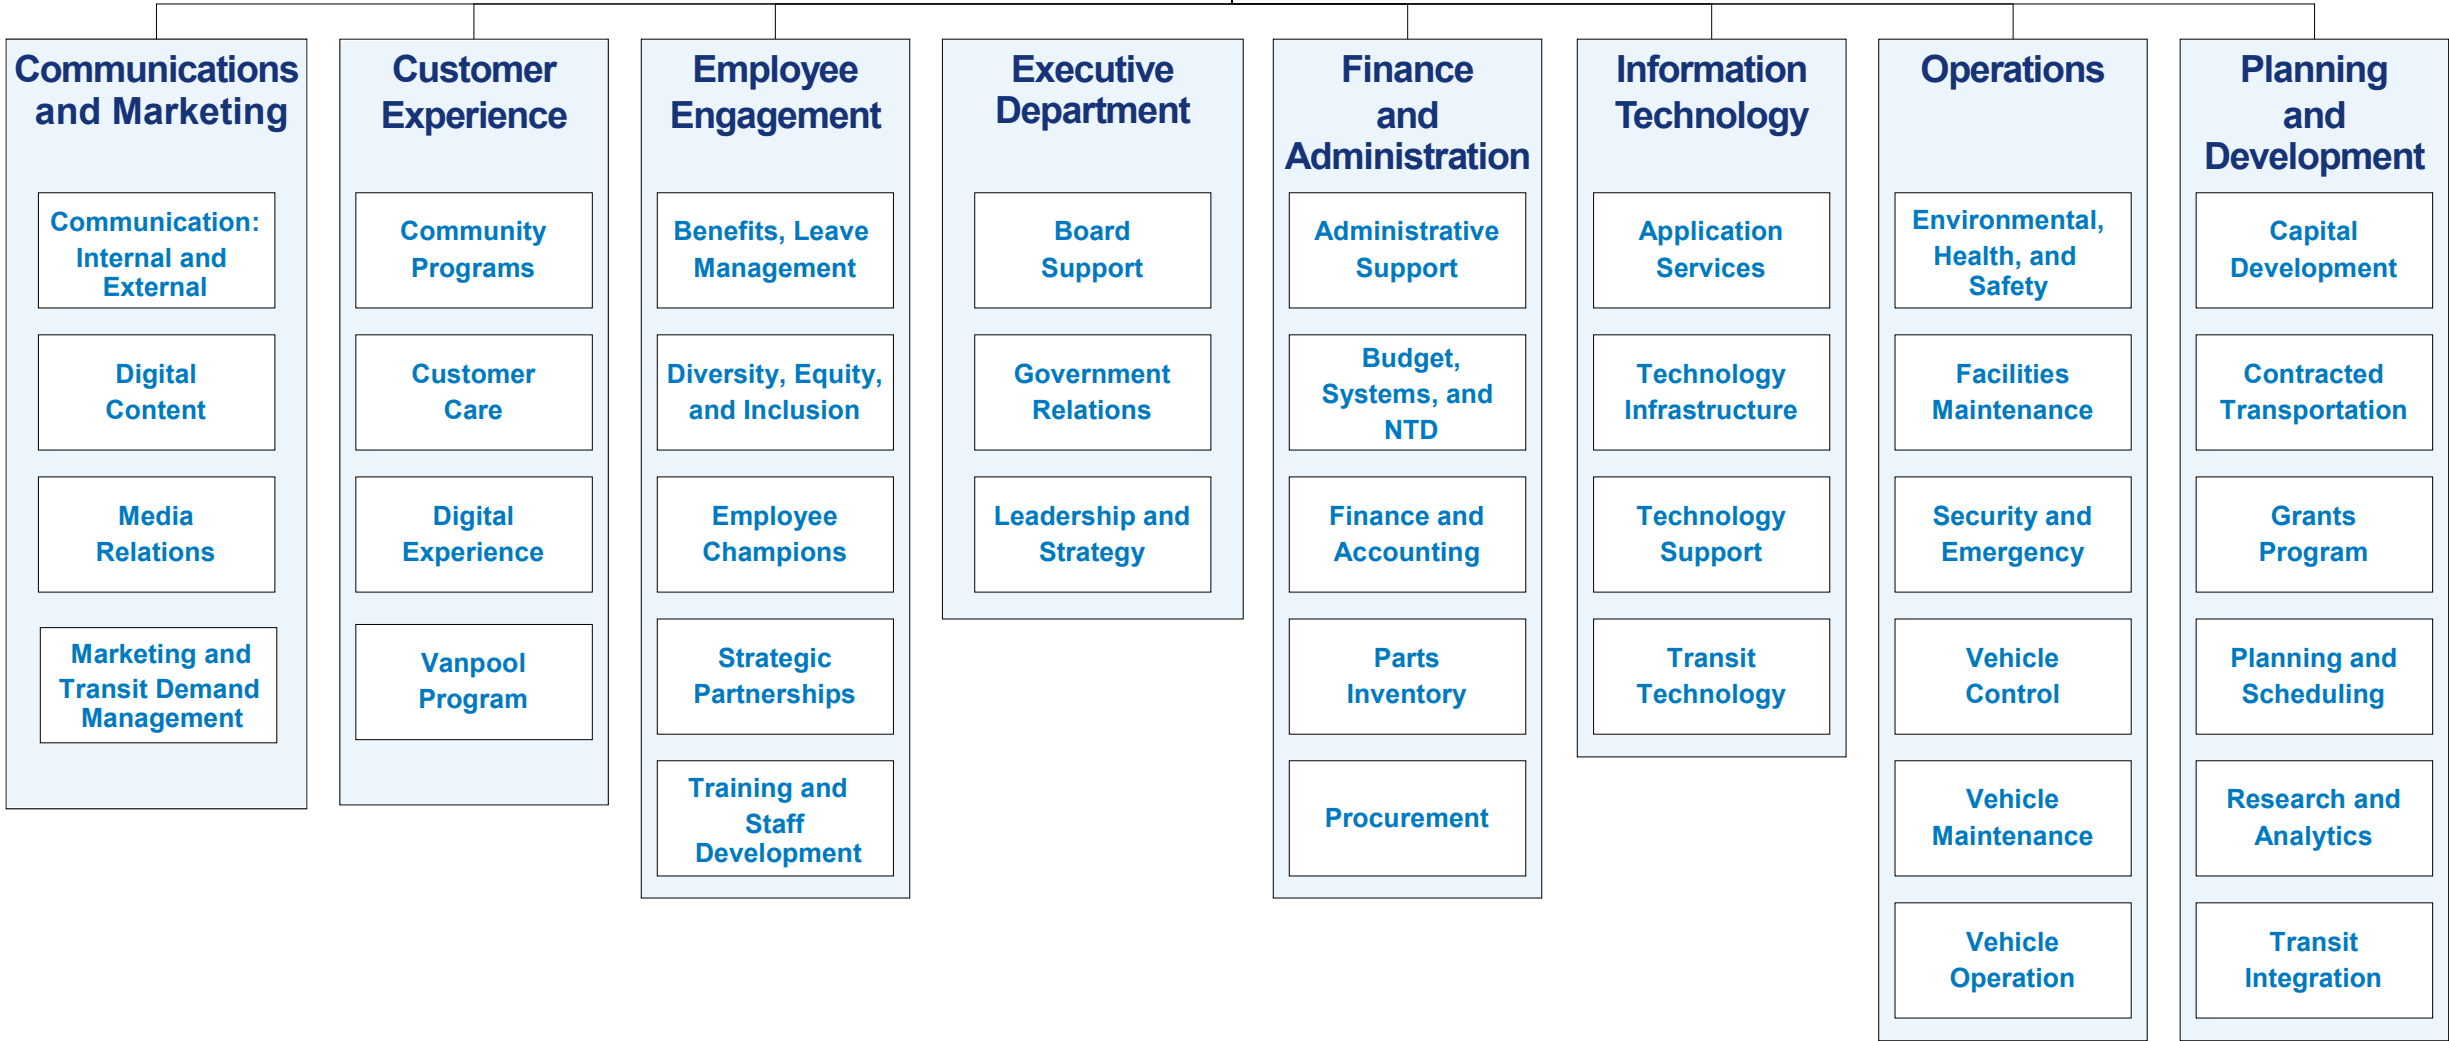 Communications
and Marketing
Communication:
Internal and
External
Digital
Content
Media
Relations
Marketing and
Transit Demand
Management
Customer
Experience
Community
Programs
Customer
Care
Digital
Experience
Vanpool
Program
Employee
Engagement
Benefits, Leave
Management
Diversity, Equity,
and Inclusion
Employee
Champions
Strategic
Partnerships
Training and
Staff
Development
Executive
Department
Board
Support
Government
Relations
Leadership and
Strategy
Finance
and
Administration
Administrative
Support
Budget,
Systems, and
NTD
Finance and
Accounting
Parts
Inventory
Procurement
Information
Technology
Application
Services
Technology
Infrastructure
Technology
Support
Transit
Technology
Operations
Environmental,
Health, and
Safety
Facilities
Maintenance
Security and
Emergency
Vehicle
Control
Vehicle
Maintenance
Vehicle
Operation
Planning
and
Development
Capital
Development
Contracted
Transportation
Grants
Program
Planning and
Scheduling
Research and
Analytics
Transit
Integration